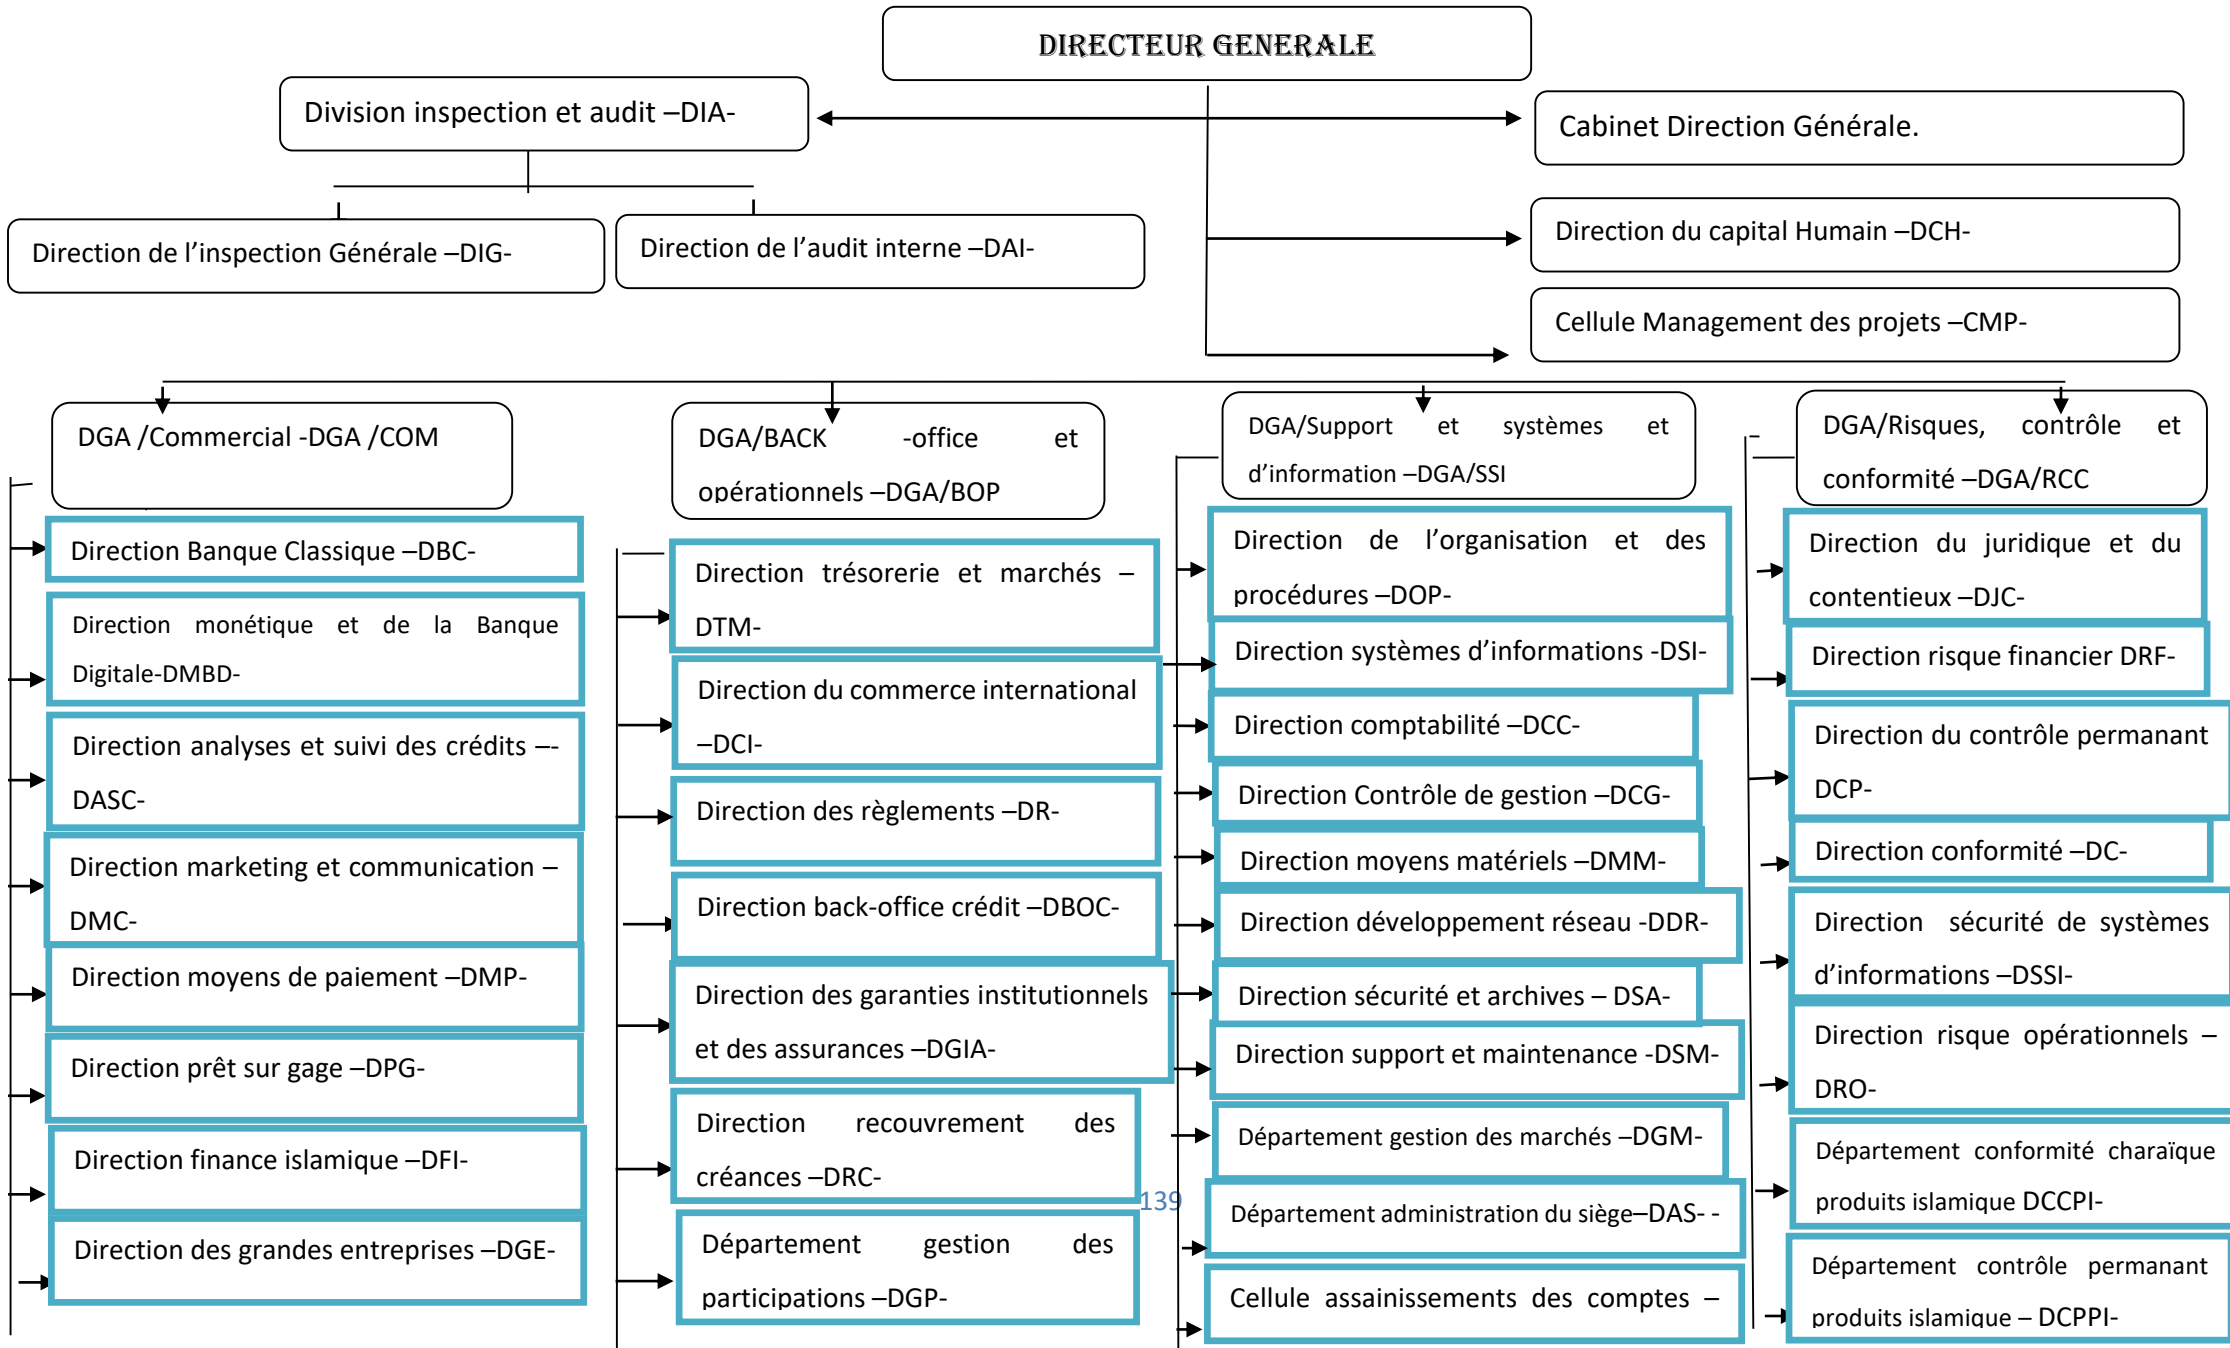 DIRECTEUR GENERALE
Division inspection et audit –DIA-
Cabinet Direction Générale.
Direction de l’inspection Générale –DIG-
Direction de l’audit interne –DAI-
Direction du capital Humain –DCH-
Cellule Management des projets –CMP-
DGA /Commercial -DGA /COM
Direction Banque Classique –DBC-
Direction monétique et de la Banque
Digitale-DMBD-
Direction analyses et suivi des crédits –-
DASC-
Direction marketing et communication –
DMC-
Direction moyens de paiement –DMP-
Direction prêt sur gage –DPG-
Direction finance islamique –DFI-
Direction des grandes entreprises –DGE-
DGA/BACK -office et
opérationnels –DGA/BOP
Direction trésorerie et marchés –
DTM-
Direction du commerce international
–DCI-
Direction des règlements –DR-
Direction back-office crédit –DBOC-
Direction des garanties institutionnels
et des assurances –DGIA-
Direction recouvrement des
créances –DRC-
Département gestion des
participations –DGP-
DGA/Support et systèmes et
d’information –DGA/SSI
Direction de l’organisation et des
procédures –DOP-
Direction systèmes d’informations -DSI-
Direction comptabilité –DCC-
Direction Contrôle de gestion –DCG-
Direction moyens matériels –DMM-
Direction développement réseau -DDR-
Direction sécurité et archives – DSA-
Direction support et maintenance -DSM-
Département gestion des marchés –DGM-
Département administration du siège–DAS- -
Cellule assainissements des comptes –
DGA/Risques, contrôle et
conformité –DGA/RCC
Direction du juridique et du
contentieux –DJC-
Direction risque financier DRF-
Direction du contrôle permanant
DCP-
Direction conformité –DC-
Direction sécurité de systèmes
d’informations –DSSI-
Direction risque opérationnels –
DRO-
Département conformité charaïque
produits islamique DCCPI-
Département contrôle permanant
produits islamique – DCPPI-
139